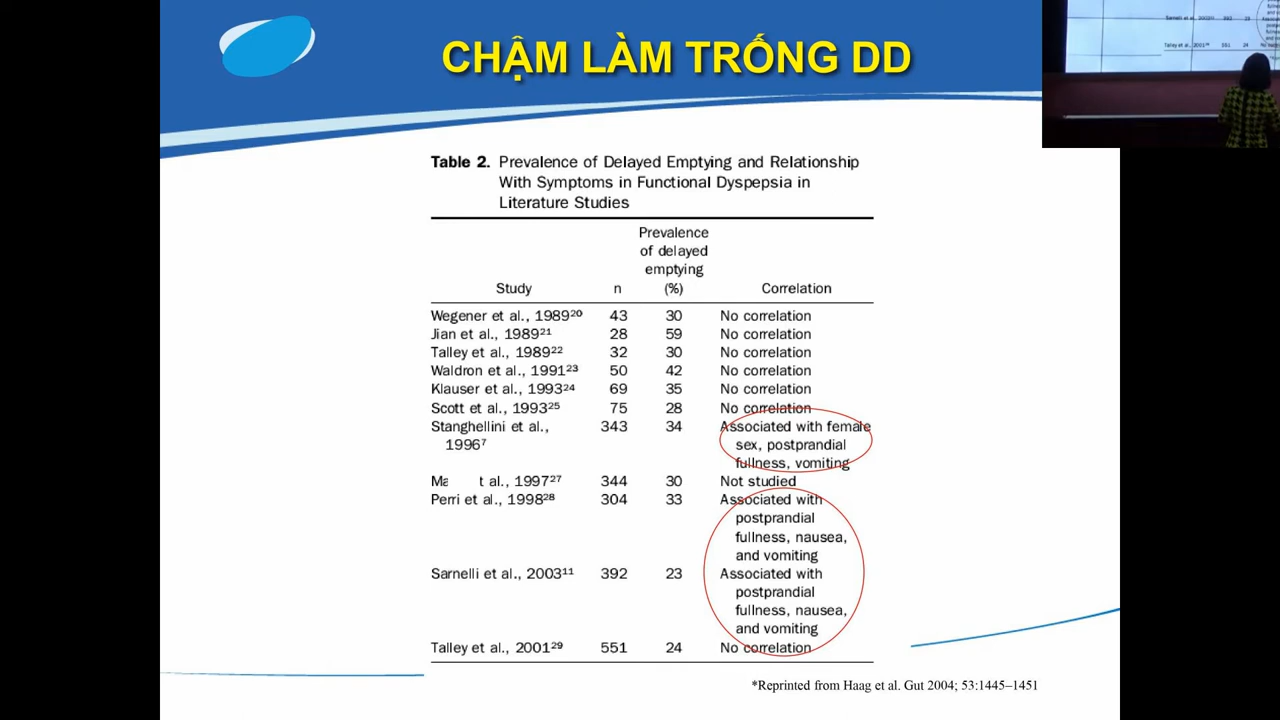 CHẬM LÀM TRỐNG DD
Table 2. Prevalence of Delayed Emptying and Relationship
With Symptoms in Functional Dyspepsia in
Literature Studies
Prevalence
of delayed
emptying
Study n (%) Correlation
Wegener et al., 1989²⁰ 43 30 No correlation
Jian et al., 1989²¹ 28 59 No correlation
Talley et al., 1989²² 32 30 No correlation
Waldron et al., 1991²³ 50 42 No correlation
Klauser et al., 1993²⁴ 69 35 No correlation
Scott et al., 1993²⁵ 75 28 No correlation
Stanghellini et al., 343 34 Associated with female
1996⁷ sex, postprandial
fullness, vomiting
t al., 1997²⁷ 344 30 Not studied
Perri et al., 1998²⁸ 304 33 Associated with
postprandial
fullness, nausea,
and vomiting
Sarnelli et al., 2003¹¹ 392 23 Associated with
postprandial
fullness, nausea,
and vomiting
Talley et al., 2001²⁹ 551 24 No correlation
*Reprinted from Haag et al. Gut 2004; 53:1445–1451